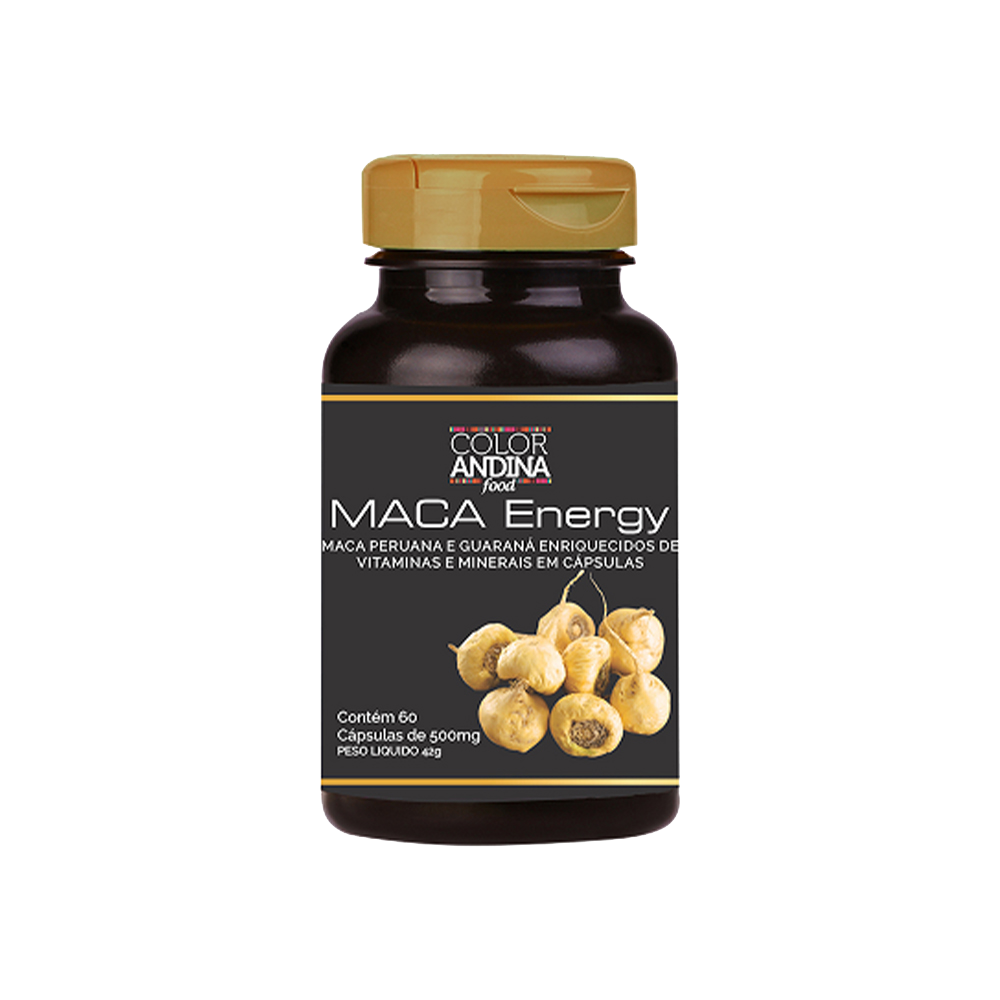 COLOR
ANDINA
food
MACA Energy
MACA PERUANA E GUARANÁ ENRIQUECIDOS DE
VITAMINAS E MINERAIS EM CÁPSULAS
Contém 60
Cápsulas de 500mg
PESO LIQUIDO 42g